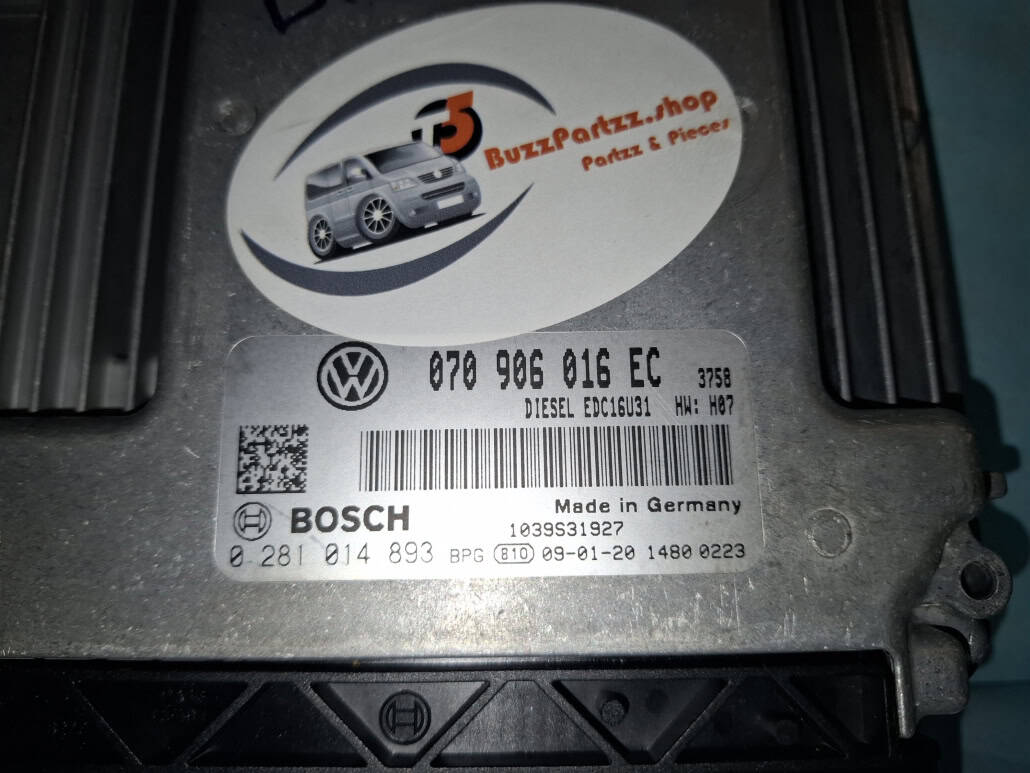 T5
BuzzPartzz.shop
Partzz & Pieces
070 906 016 EC 3758
DIESEL EDC16U31 HW: H07
Made in Germany
BOSCH
1039S31927
0 281 014 893 BPG 810 09-01-20 1480 0223